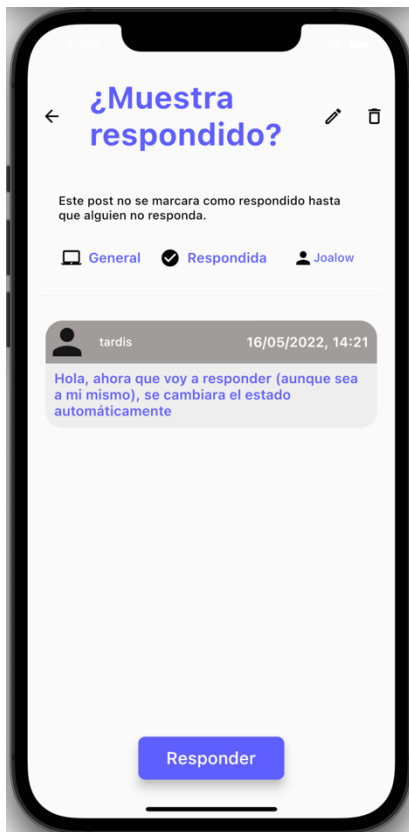 ¿Muestra
respondido?
Este post no se marcara como respondido hasta
que alguien no responda.
General Respondida Joalow
tardis 16/05/2022, 14:21
Hola, ahora que voy a responder (aunque sea
a mi mismo), se cambiara el estado
automáticamente
Responder